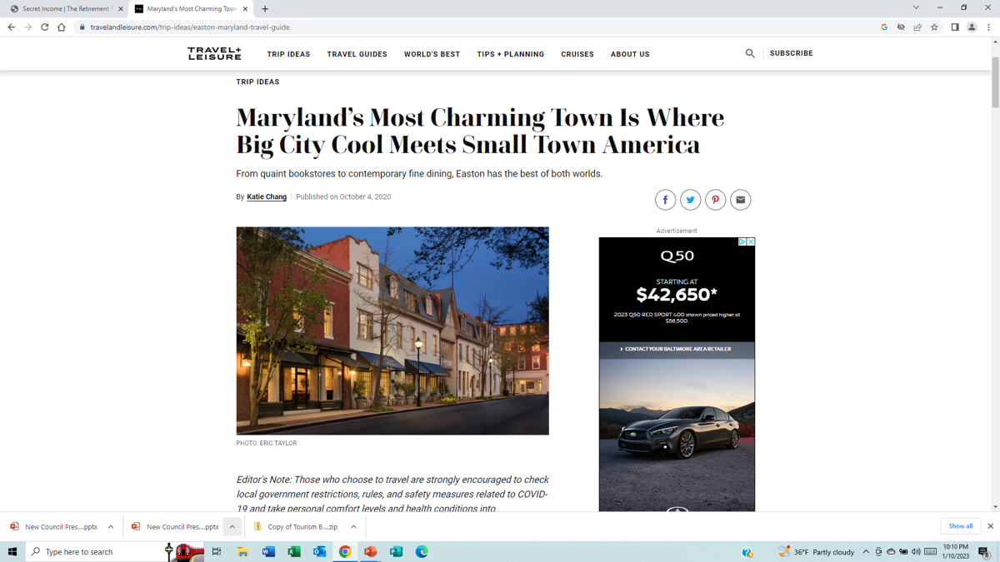 Secret Income | The Retirement
Maryland's Most Charming Town
travelandleisure.com/trip-ideas/easton-maryland-travel-guide
TRAVEL+
LEISURE
TRIP IDEAS
TRAVEL GUIDES
WORLD'S BEST
TIPS + PLANNING
CRUISES
ABOUT US
SUBSCRIBE
TRIP IDEAS
Maryland's Most Charming Town Is Where
Big City Cool Meets Small Town America
From quaint bookstores to contemporary fine dining, Easton has the best of both worlds.
By Katie Chang
Published on October 4, 2020
PHOTO: ERIC TAYLOR
Editor's Note: Those who choose to travel are strongly encouraged to check
local government restrictions, rules, and safety measures related to COVID-
19 and take personal comfort levels and health conditions into
Advertisement
Q50
STARTING AT
$42,650*
2023 Q50 RED SPORT 400 shown priced higher at
$56,500.
CONTACT YOUR BALTIMORE AREA RETAILER
New Council Pres....pptx
New Council Pres....pptx
Copy of Tourism B....zip
Show all
Type here to search
36°F Partly cloudy
10:10 PM
1/10/2023
8